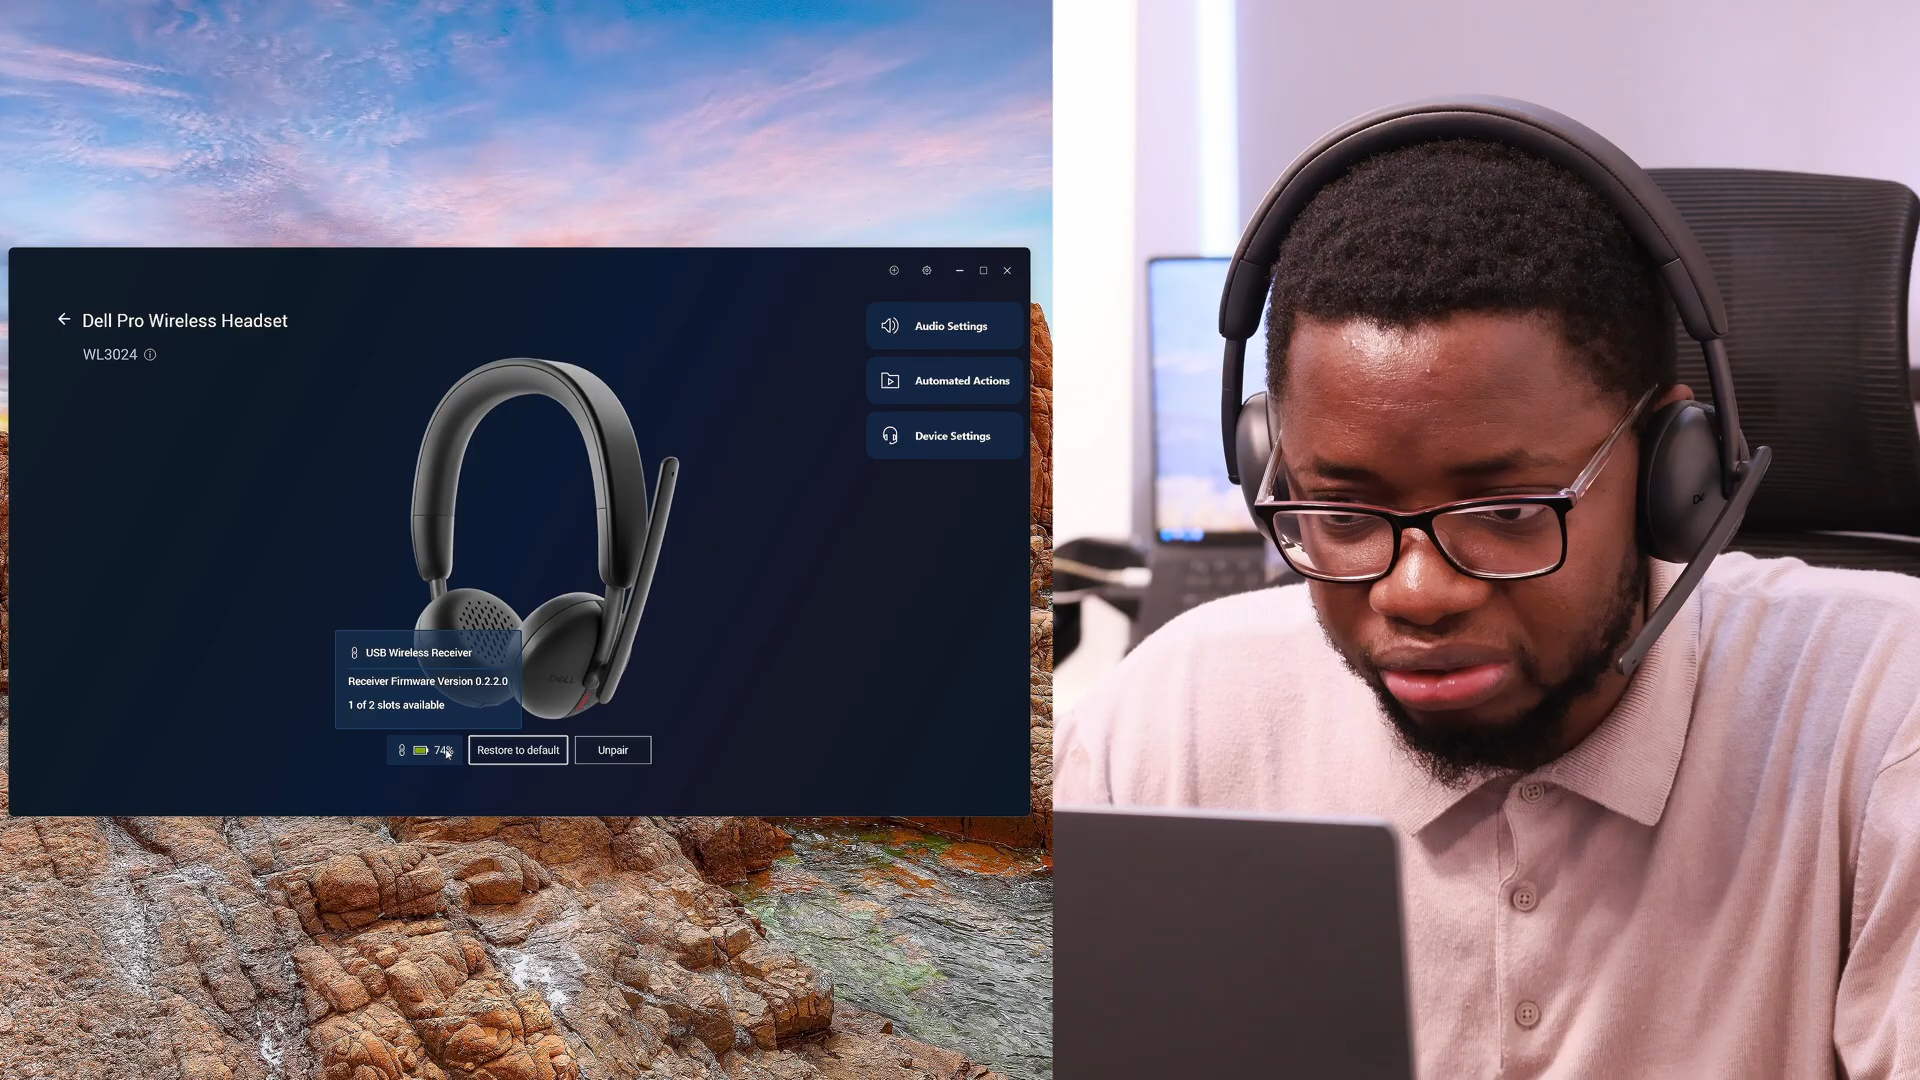 Dell Pro Wireless Headset
WL3024
Audio Settings
Automated Actions
Device Settings
DELL
USB Wireless Receiver
Receiver Firmware Version 0.2.2.0
1 of 2 slots available
74%
Restore to default
Unpair